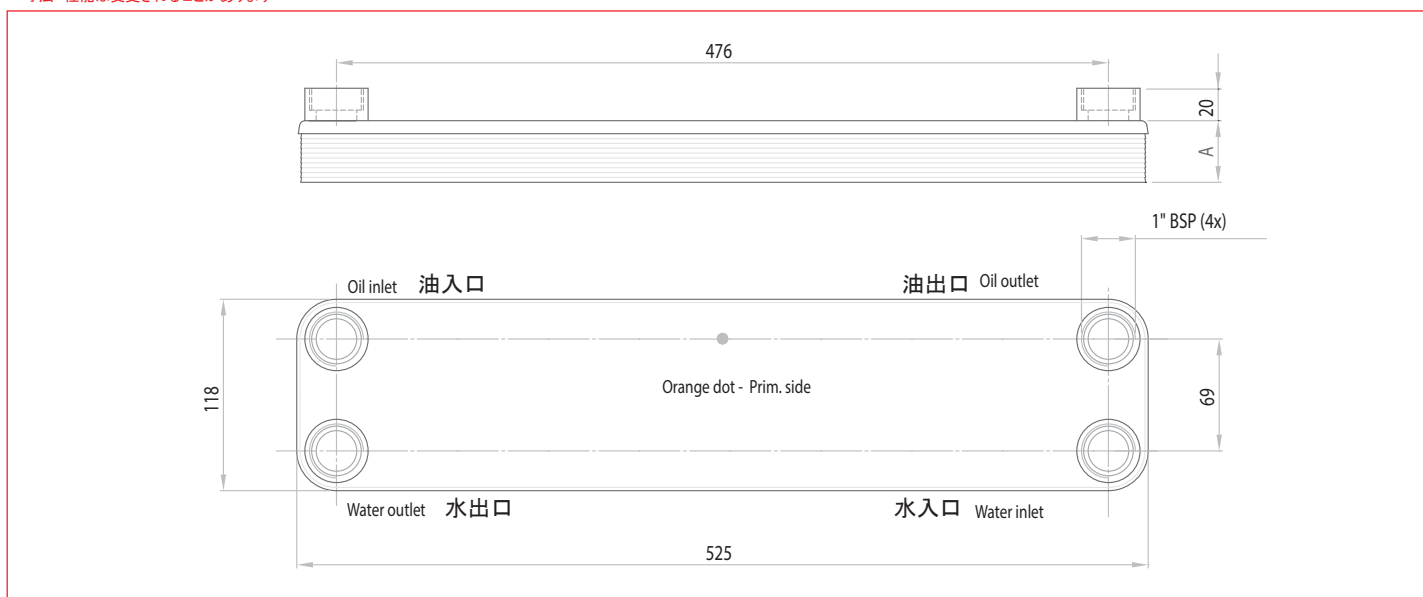 476
20
A
1" BSP (4x)
Oil inlet 油入口
油出口 Oil outlet
118
Orange dot - Prim. side
69
Water outlet 水出口
水入口 Water inlet
525